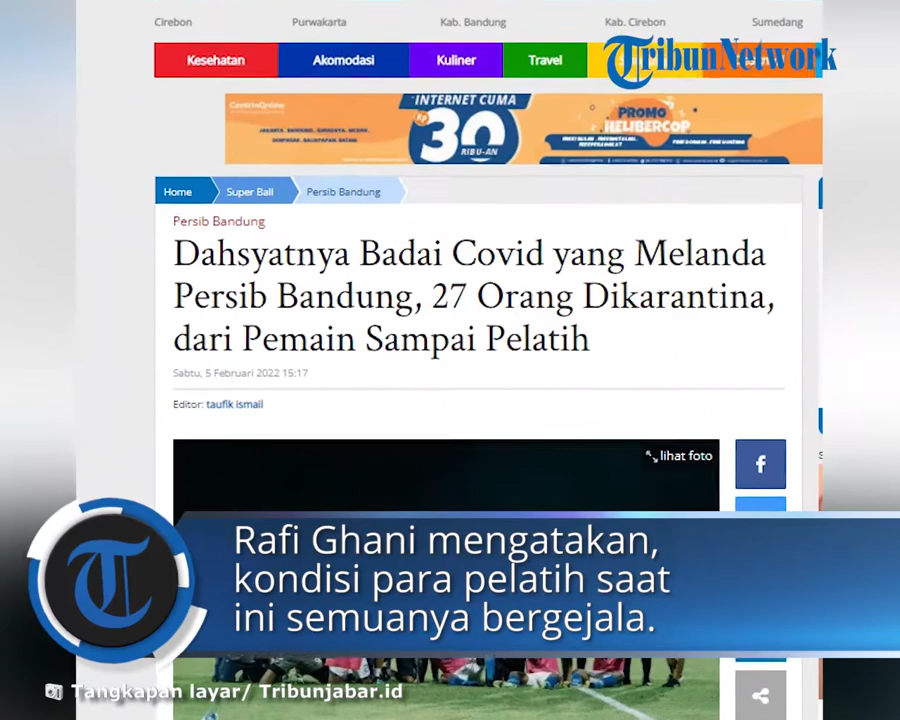 Cirebon Purwakarta Kab. Bandung Kab. Cirebon Sumedang
Kesehatan Akomodasi Kuliner Travel
TribunNetwork
CentrinOnline
INTERNET CUMA
Rp 30 RIBU-AN
PROMO
HELIBERCOP
Home Super Ball Persib Bandung
Persib Bandung
Dahsyatnya Badai Covid yang Melanda
Persib Bandung, 27 Orang Dikarantina,
dari Pemain Sampai Pelatih
Sabtu, 5 Februari 2022 15:17
Editor: taufik ismail
lihat foto
f
Rafi Ghani mengatakan,
kondisi para pelatih saat
ini semuanya bergejala.
T
Tangkapan layar/ Tribunjabar.id